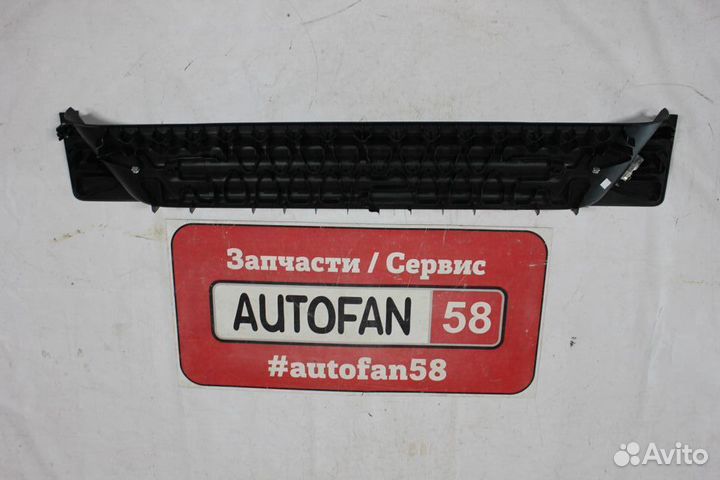 Запчасти / Сервис
AUTOFAN 58
#autofan58
Avito